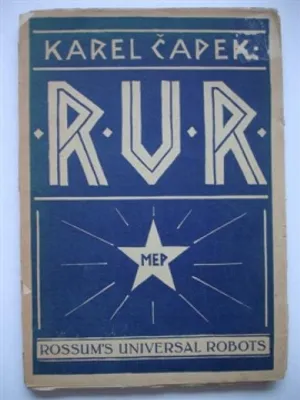 KAREL ČAPEK:
·R·U·R·
MEP
ROSSUM'S UNIVERSAL ROBOTS